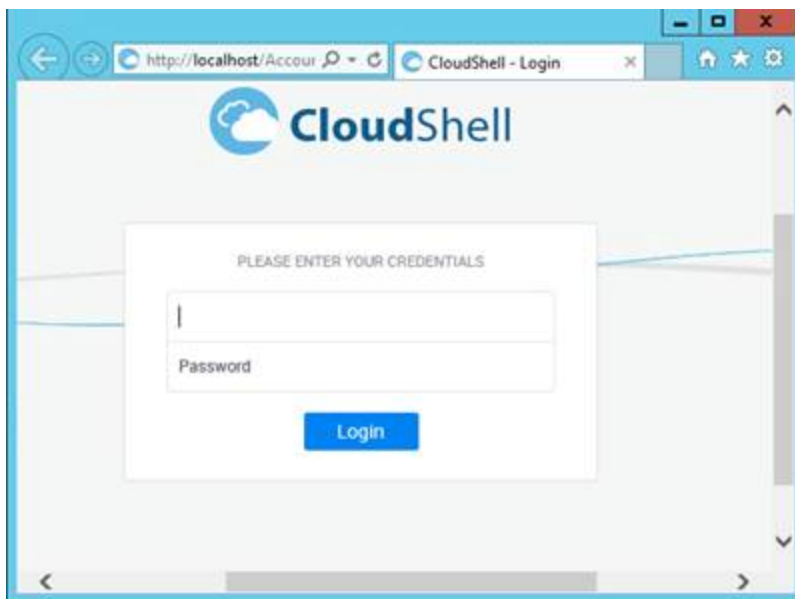 http://localhost/Accour
CloudShell - Login
CloudShell
PLEASE ENTER YOUR CREDENTIALS
Password
Login